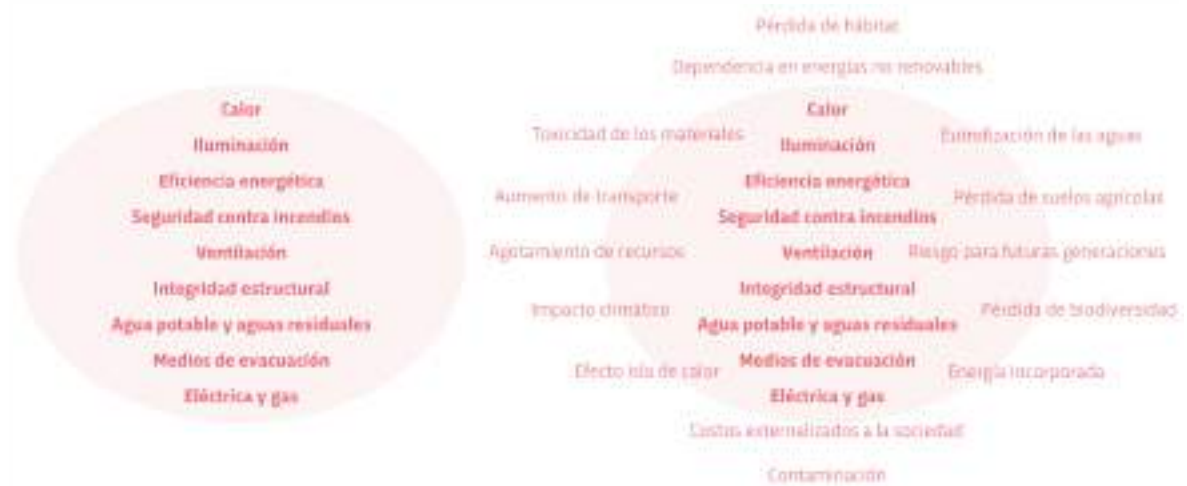 Calor
Iluminación
Eficiencia energética
Seguridad contra incendios
Ventilación
Integridad estructural
Agua potable y aguas residuales
Medios de evacuación
Eléctrica y gas
Pérdida de hábitat
Dependencia en energías no renovables
Calor
Toxicidad de los materiales
Iluminación
Eutrofización de las aguas
Eficiencia energética
Aumento de transporte
Pérdida de suelos agrícolas
Seguridad contra incendios
Agotamiento de recursos
Ventilación
Riesgo para futuras generaciones
Integridad estructural
Impacto climático
Pérdida de biodiversidad
Agua potable y aguas residuales
Efecto isla de calor
Medios de evacuación
Energía incorporada
Eléctrica y gas
Costos externalizados a la sociedad
Contaminación